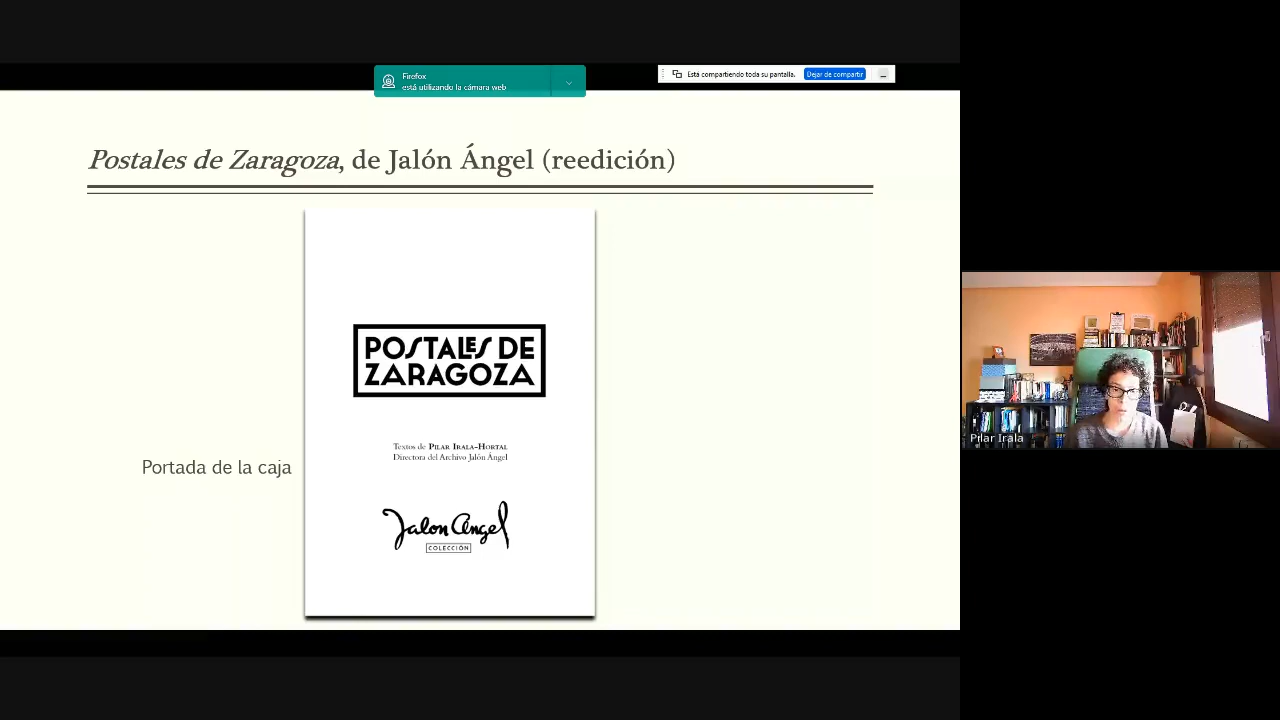 Firefox
está utilizando la cámara web
Está compartiendo toda su pantalla.
Dejar de compartir
Postales de Zaragoza, de Jalón Ángel (reedición)
POSTALES DE
ZARAGOZA
Textos de PILAR IRALA-HORTAL
Directora del Archivo Jalón Ángel
Portada de la caja
Jalon Angel
COLECCIÓN
Pilar Irala